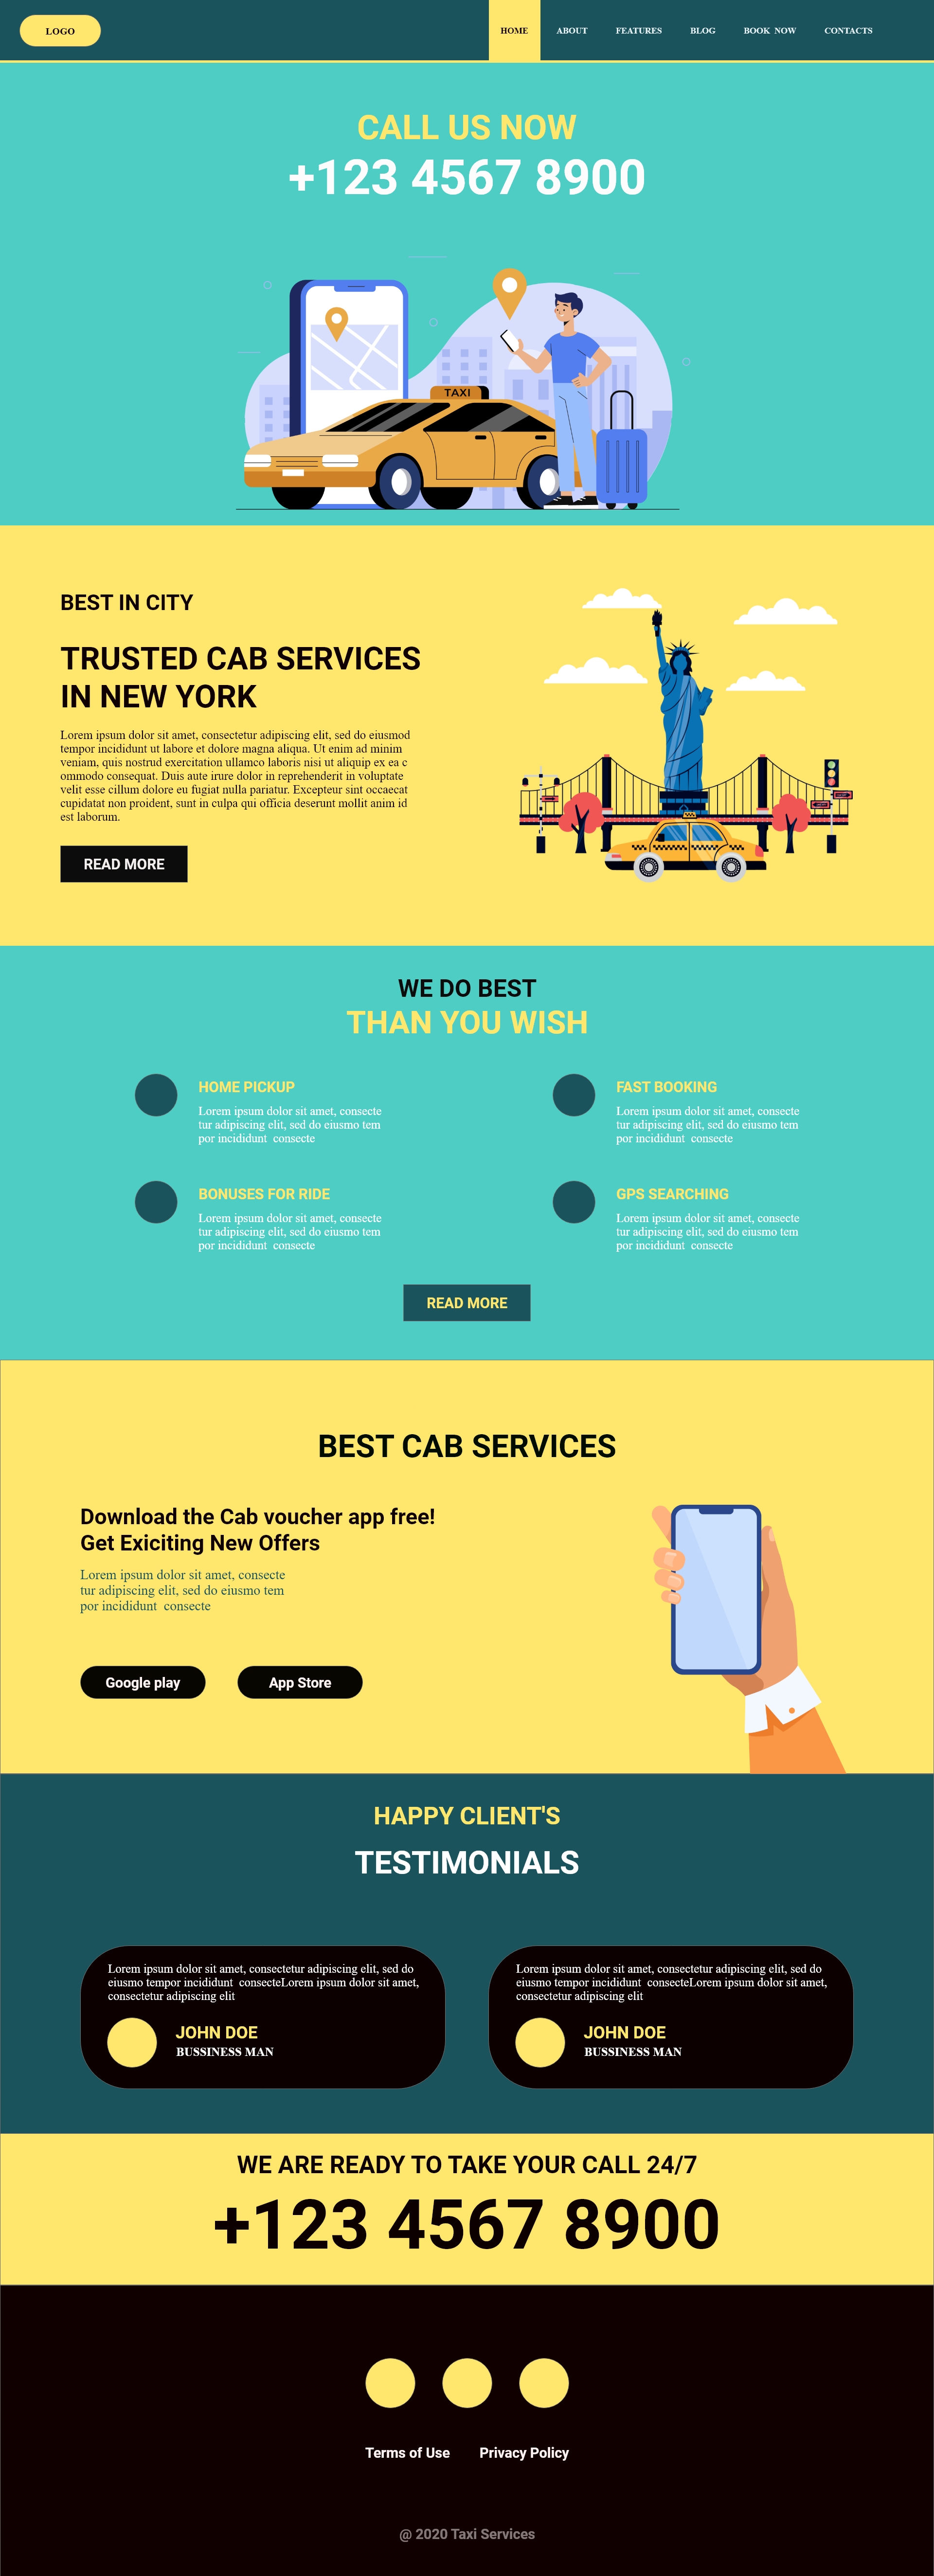 LOGO
HOME ABOUT FEATURES BLOG BOOK NOW CONTACTS
CALL US NOW
+123 4567 8900
TAXI
BEST IN CITY
TRUSTED CAB SERVICES
IN NEW YORK
Lorem ipsum dolor sit amet, consectetur adipiscing elit, sed do eiusmod
tempor incididunt ut labore et dolore magna aliqua. Ut enim ad minim
veniam, quis nostrud exercitation ullamco laboris nisi ut aliquip ex ea c
ommodo consequat. Duis aute irure dolor in reprehenderit in voluptate
velit esse cillum dolore eu fugiat nulla pariatur. Excepteur sint occaecat
cupidatat non proident, sunt in culpa qui officia deserunt mollit anim id
est laborum.
READ MORE
WE DO BEST
THAN YOU WISH
HOME PICKUP
Lorem ipsum dolor sit amet, consecte
tur adipiscing elit, sed do eiusmo tem
por incididunt  consecte
FAST BOOKING
Lorem ipsum dolor sit amet, consecte
tur adipiscing elit, sed do eiusmo tem
por incididunt  consecte
BONUSES FOR RIDE
Lorem ipsum dolor sit amet, consecte
tur adipiscing elit, sed do eiusmo tem
por incididunt  consecte
GPS SEARCHING
Lorem ipsum dolor sit amet, consecte
tur adipiscing elit, sed do eiusmo tem
por incididunt  consecte
READ MORE
BEST CAB SERVICES
Download the Cab voucher app free!
Get Exiciting New Offers
Lorem ipsum dolor sit amet, consecte
tur adipiscing elit, sed do eiusmo tem
por incididunt  consecte
Google play
App Store
HAPPY CLIENT'S
TESTIMONIALS
Lorem ipsum dolor sit amet, consectetur adipiscing elit, sed do
eiusmo tempor incididunt  consecteLorem ipsum dolor sit amet,
consectetur adipiscing elit
JOHN DOE
BUSSINESS MAN
Lorem ipsum dolor sit amet, consectetur adipiscing elit, sed do
eiusmo tempor incididunt  consecteLorem ipsum dolor sit amet,
consectetur adipiscing elit
JOHN DOE
BUSSINESS MAN
WE ARE READY TO TAKE YOUR CALL 24/7
+123 4567 8900
Terms of Use
Privacy Policy
@ 2020 Taxi Services